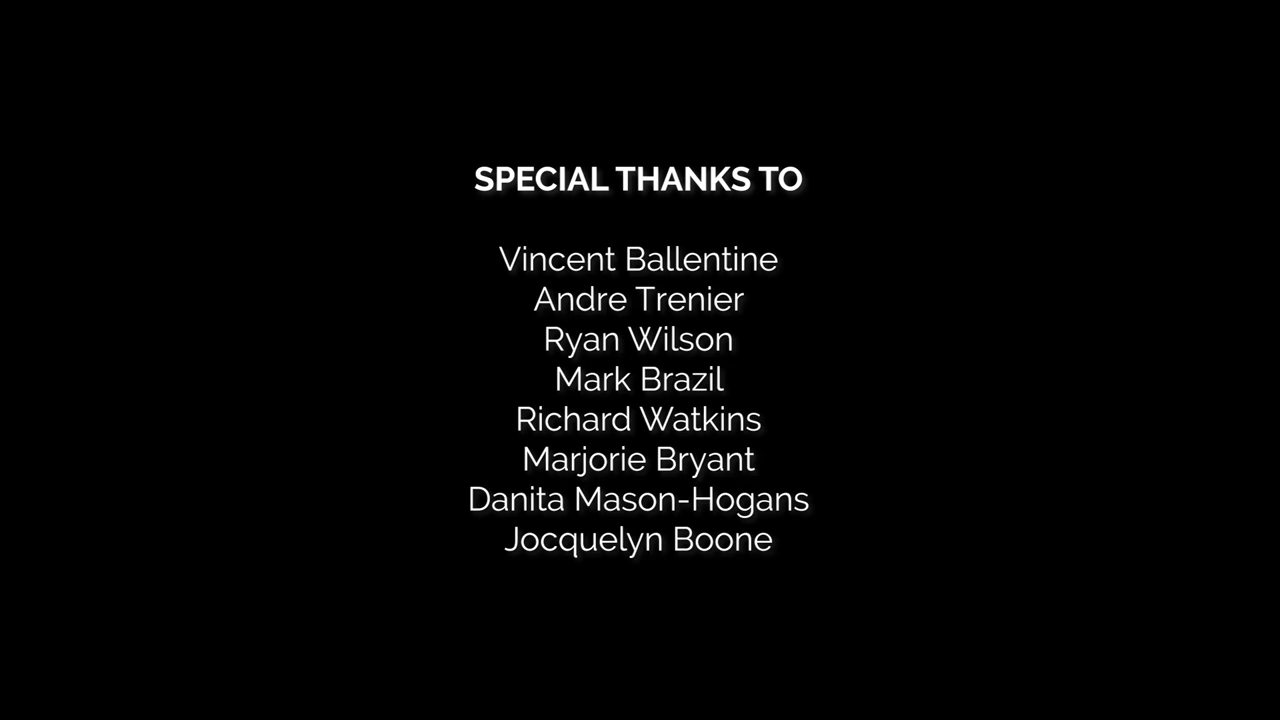 SPECIAL THANKS TO
Vincent Ballentine
Andre Trenier
Ryan Wilson
Mark Brazil
Richard Watkins
Marjorie Bryant
Danita Mason-Hogans
Jocquelyn Boone